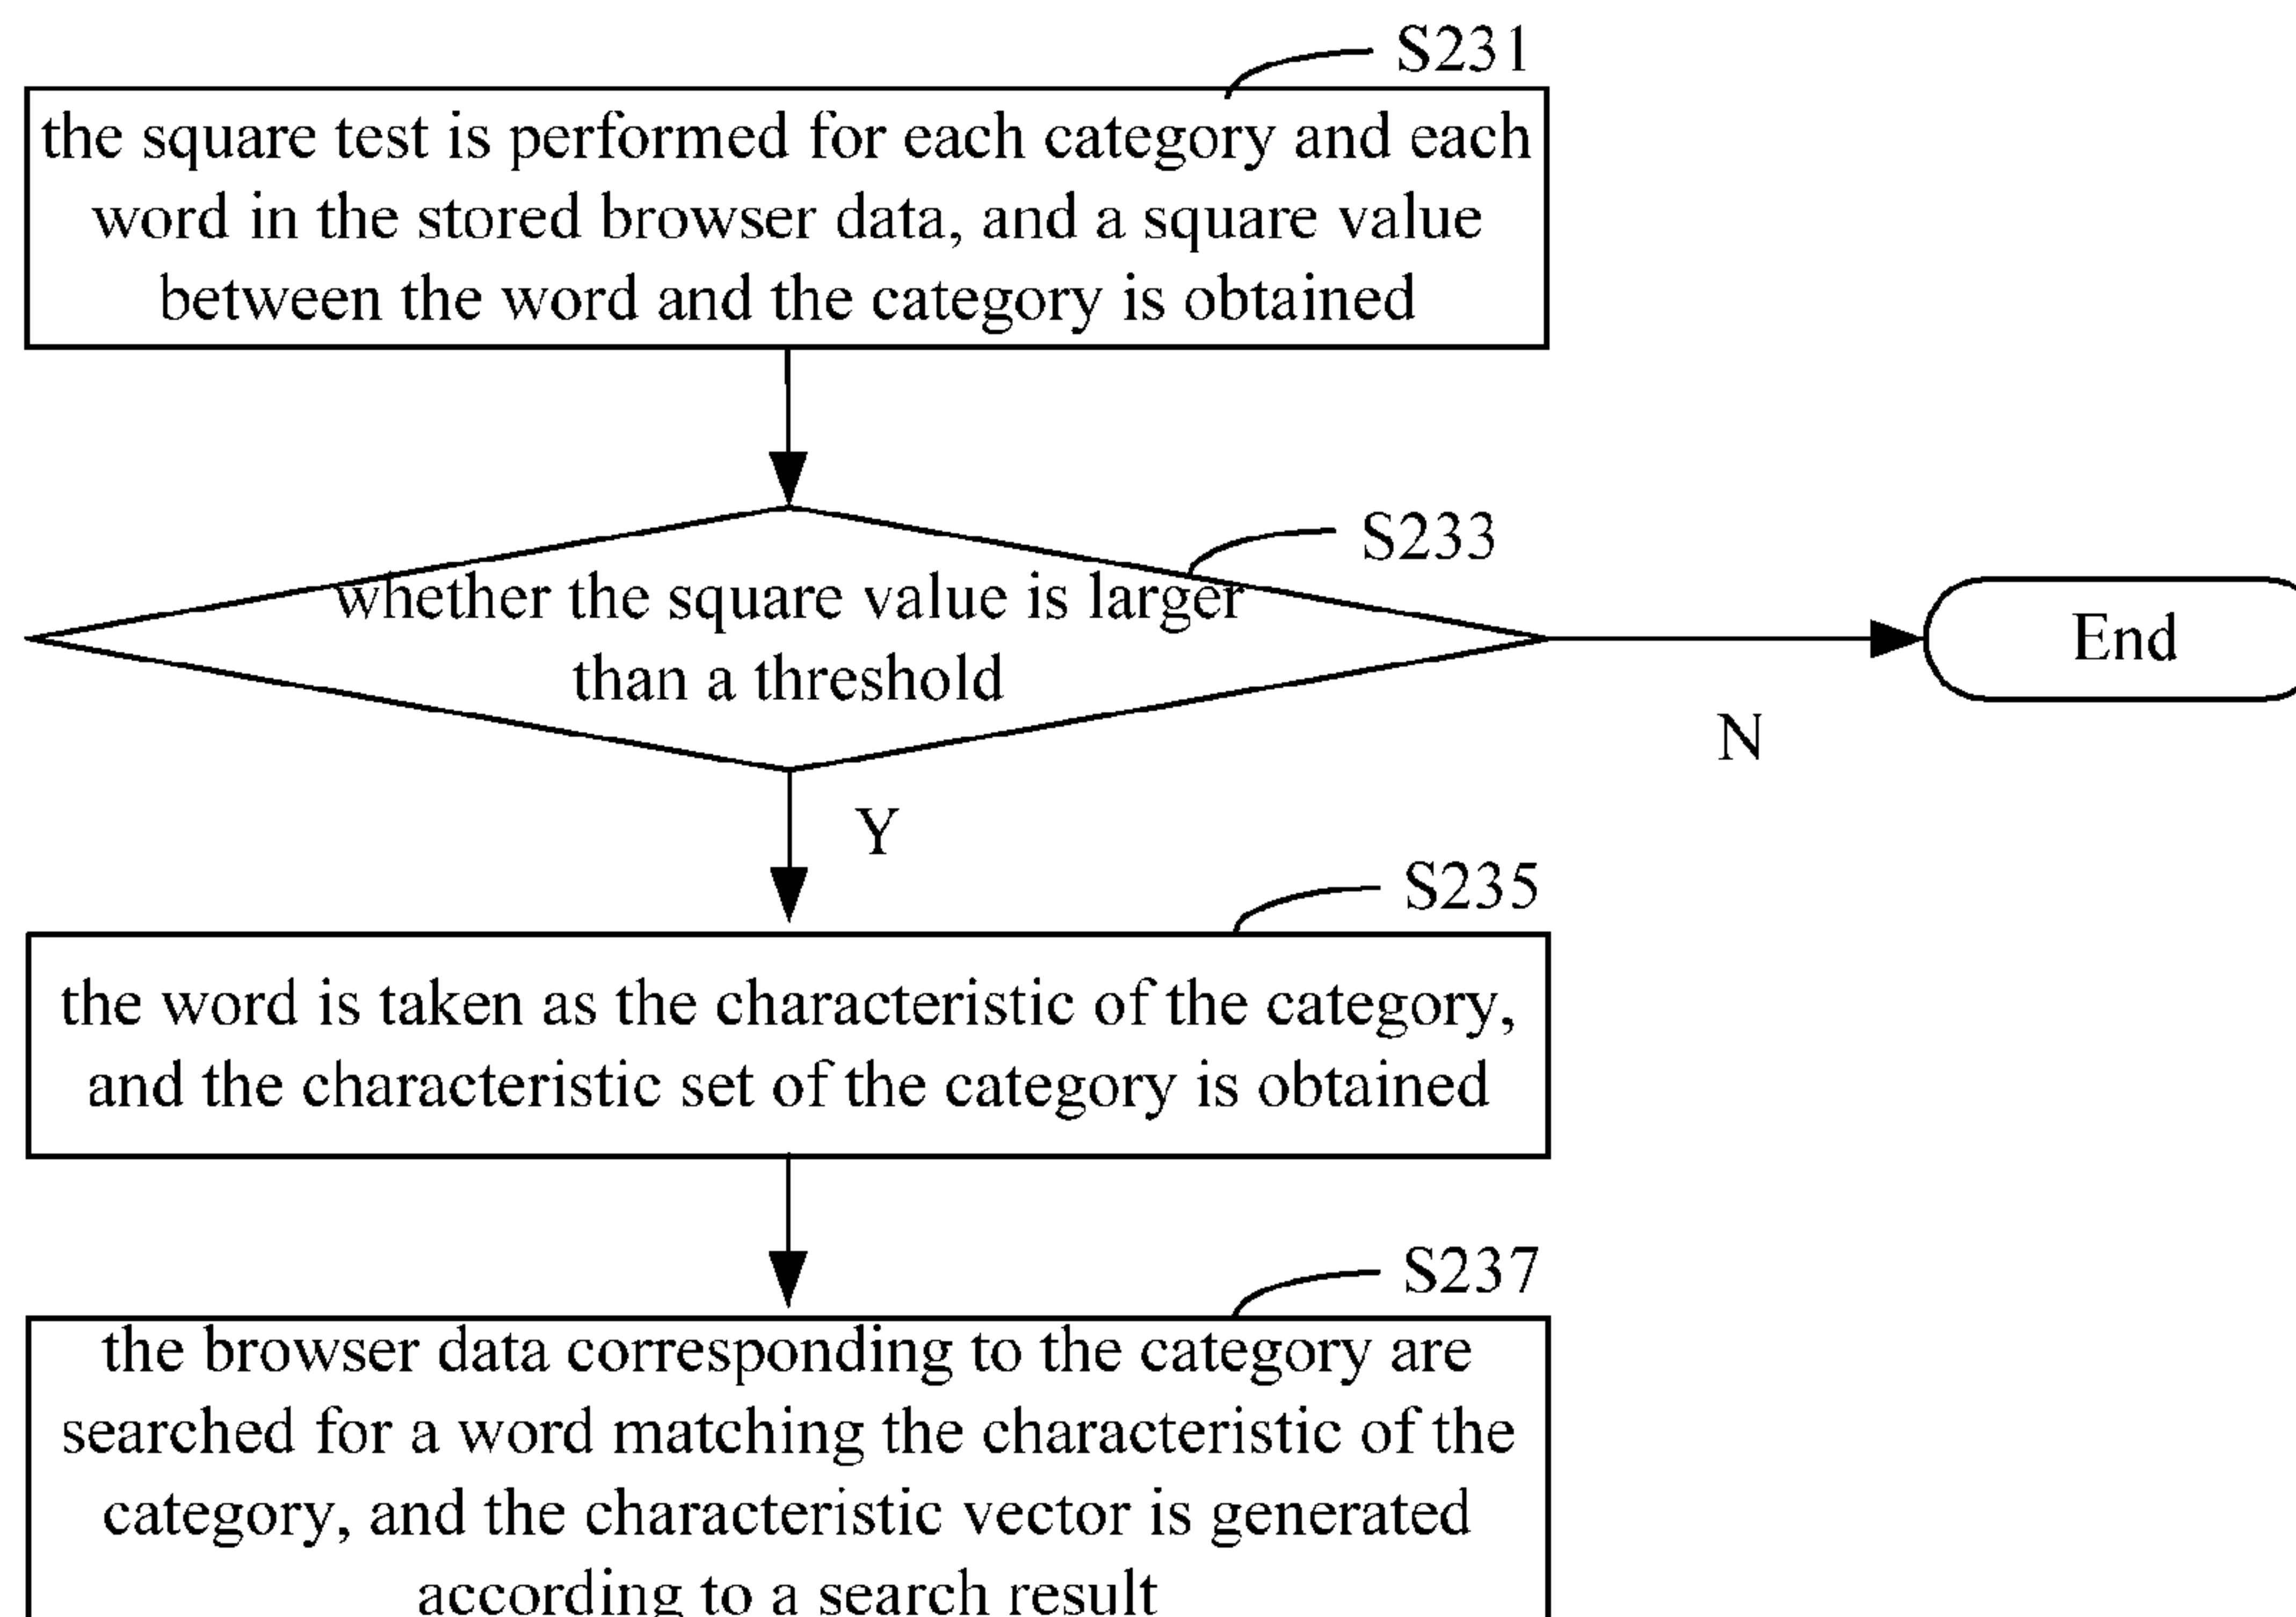 S231
the square test is performed for each category and each
word in the stored browser data, and a square value
between the word and the category is obtained
S233
whether the square value is larger
than a threshold
End
N
Y
S235
the word is taken as the characteristic of the category,
and the characteristic set of the category is obtained
S237
the browser data corresponding to the category are
searched for a word matching the characteristic of the
category, and the characteristic vector is generated
according to a search result